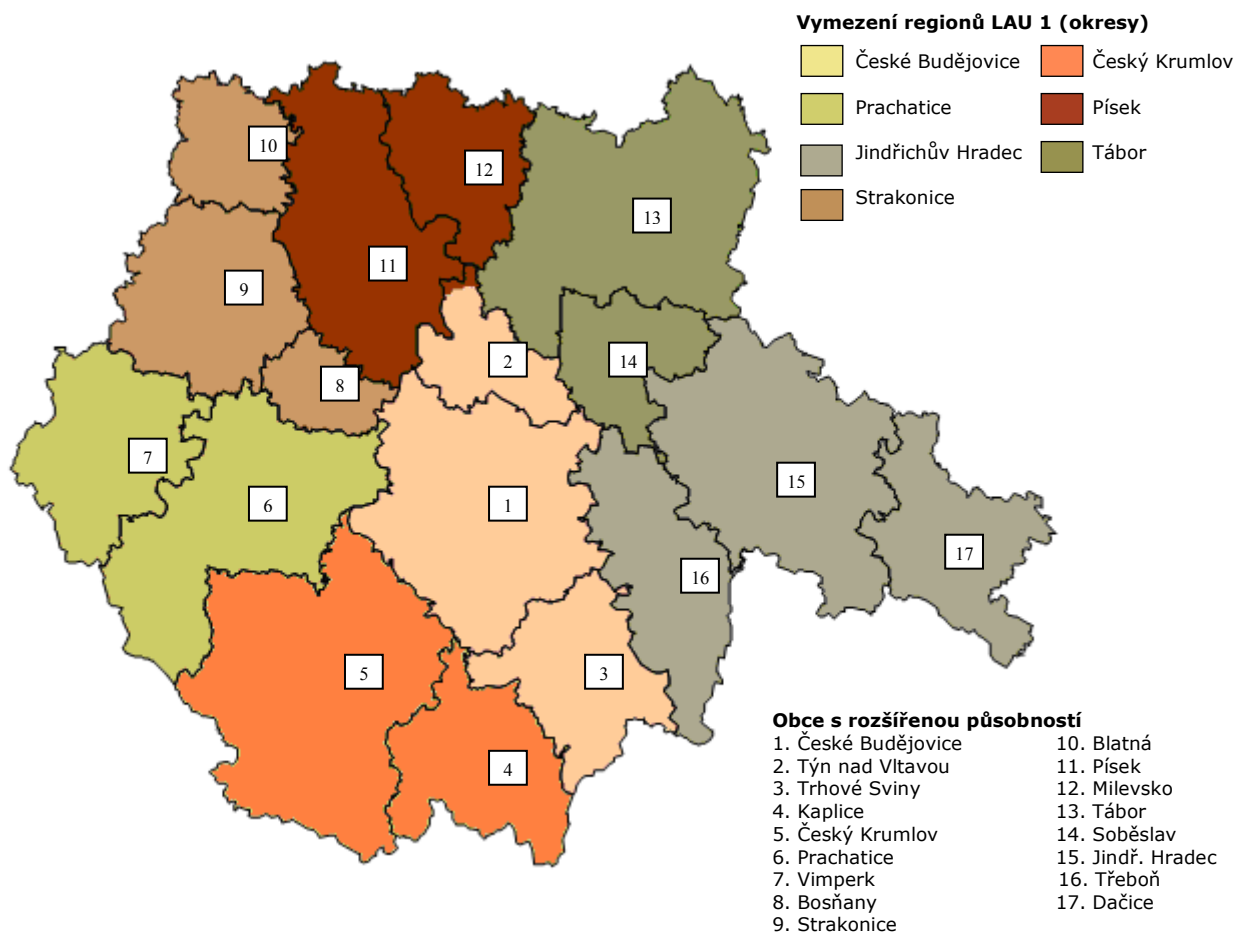 Vymezení regionů LAU 1 (okresy)
České Budějovice
Český Krumlov
Prachatice
Písek
Jindřichův Hradec
Tábor
Strakonice
10
12
13
11
9
2
14
8
7
15
6
1
17
16
5
3
4
Obce s rozšířenou působností
1. České Budějovice
2. Týn nad Vltavou
3. Trhové Sviny
4. Kaplice
5. Český Krumlov
6. Prachatice
7. Vimperk
8. Bosňany
9. Strakonice
10. Blatná
11. Písek
12. Milevsko
13. Tábor
14. Soběslav
15. Jindř. Hradec
16. Třeboň
17. Dačice